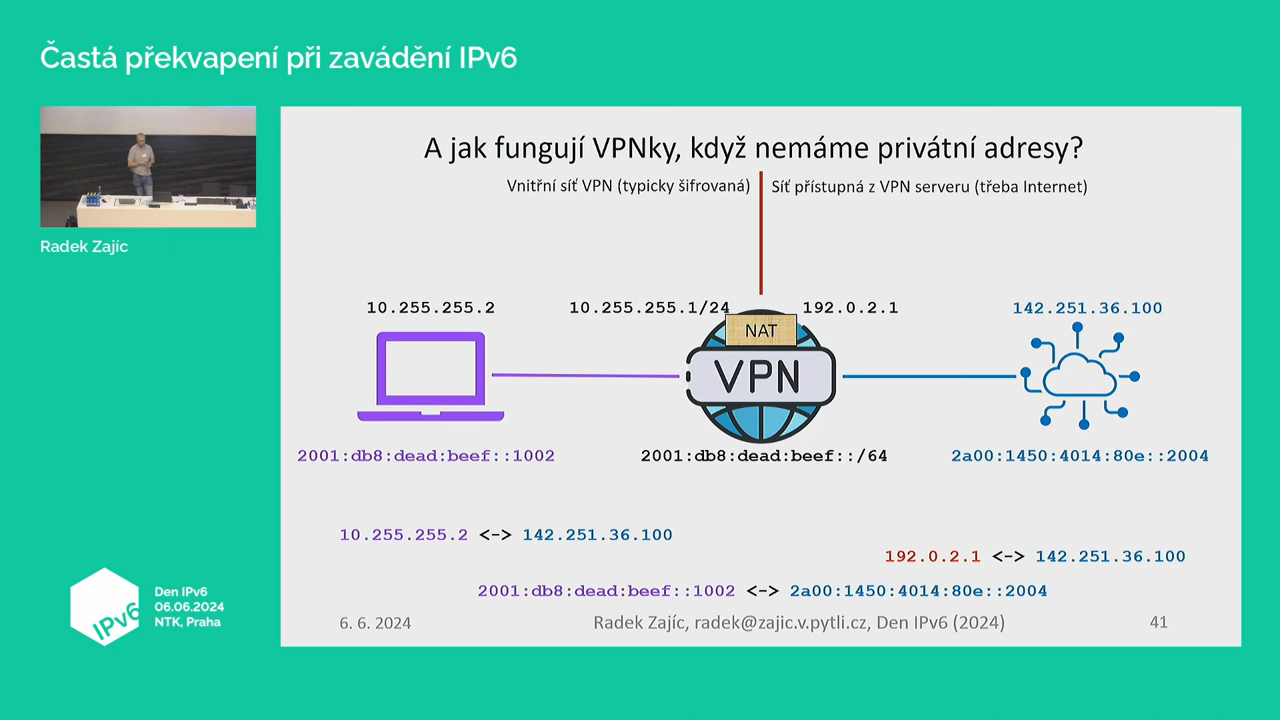 Častá překvapení při zavádění IPv6
Radek Zajíc
A jak fungují VPNky, když nemáme privátní adresy?
Vnitřní síť VPN (typicky šifrovaná)
Síť přístupná z VPN serveru (třeba Internet)
10.255.255.2
10.255.255.1/24
192.0.2.1
142.251.36.100
NAT
VPN
2001:db8:dead:beef::1002
2001:db8:dead:beef::/64
2a00:1450:4014:80e::2004
10.255.255.2 <-> 142.251.36.100
192.0.2.1 <-> 142.251.36.100
2001:db8:dead:beef::1002 <-> 2a00:1450:4014:80e::2004
6. 6. 2024
Radek Zajíc, radek@zajic.v.pytli.cz, Den IPv6 (2024)
41
IPv6
Den IPv6
06.06.2024
NTK, Praha